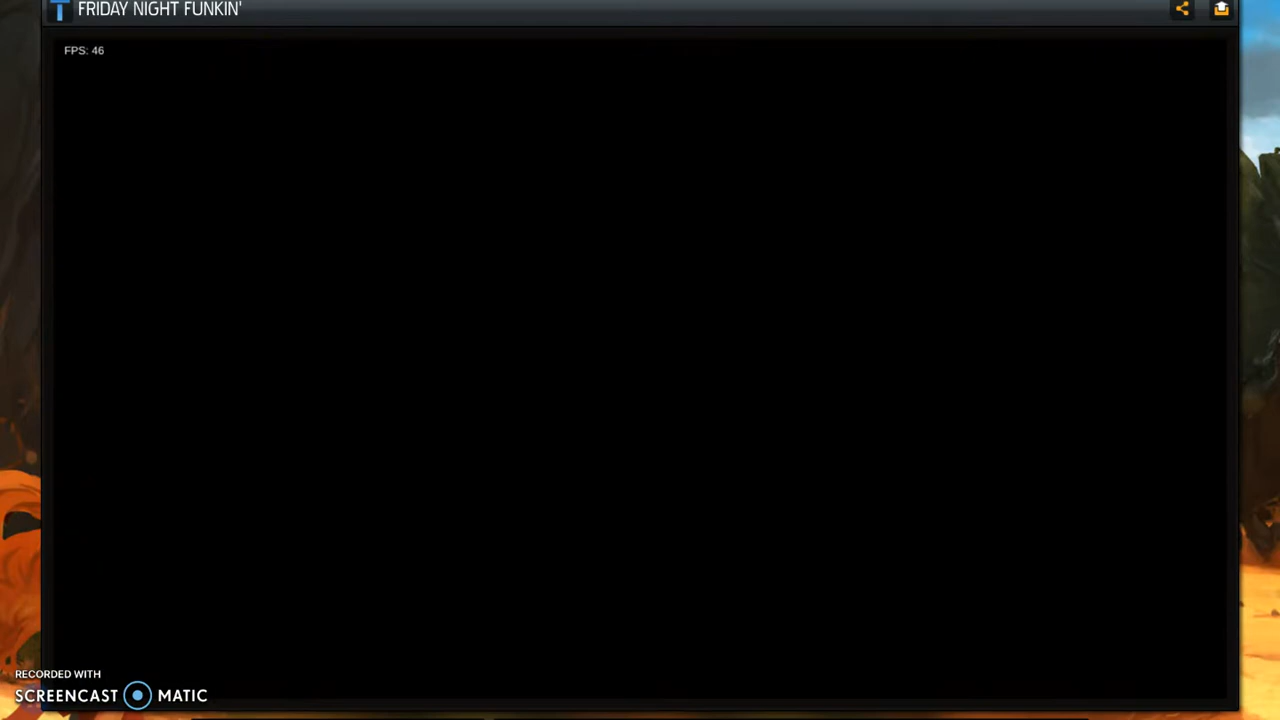 FRIDAY NIGHT FUNKIN'
FPS: 46
RECORDED WITH
SCREENCAST MATIC